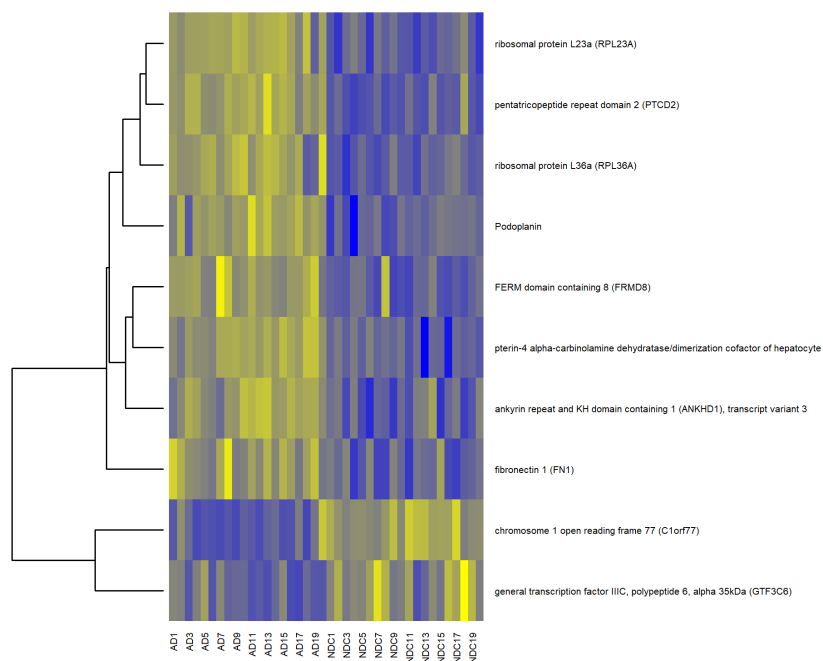 ribosomal protein L23a (RPL23A)
pentatricopeptide repeat domain 2 (PTCD2)
ribosomal protein L36a (RPL36A)
Podoplanin
FERM domain containing 8 (FRMD8)
pterin-4 alpha-carbinolamine dehydratase/dimerization cofactor of hepatocyte
ankyrin repeat and KH domain containing 1 (ANKHD1), transcript variant 3
fibronectin 1 (FN1)
chromosome 1 open reading frame 77 (C1orf77)
general transcription factor IIIC, polypeptide 6, alpha 35kDa (GTF3C6)
AD1
AD3
AD5
AD7
AD9
AD11
AD13
AD15
AD17
AD19
NDC1
NDC3
NDC5
NDC7
NDC9
NDC11
NDC13
NDC15
NDC17
NDC19